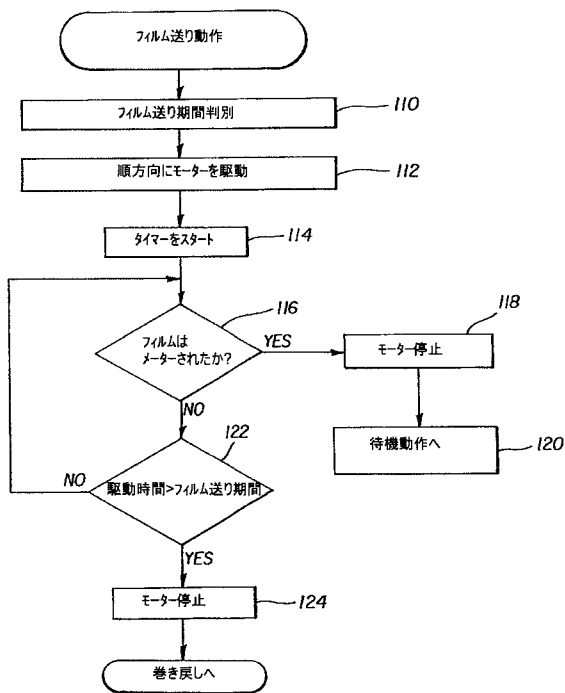 フィルム送り動作
フィルム送り期間判別
110
順方向にモーターを駆動
112
タイマーをスタート
114
116
フィルムは
メーターされたか?
YES
118
モーター停止
NO
待機動作へ
120
122
NO
駆動時間>フィルム送り期間
YES
モーター停止
124
巻き戻しへ